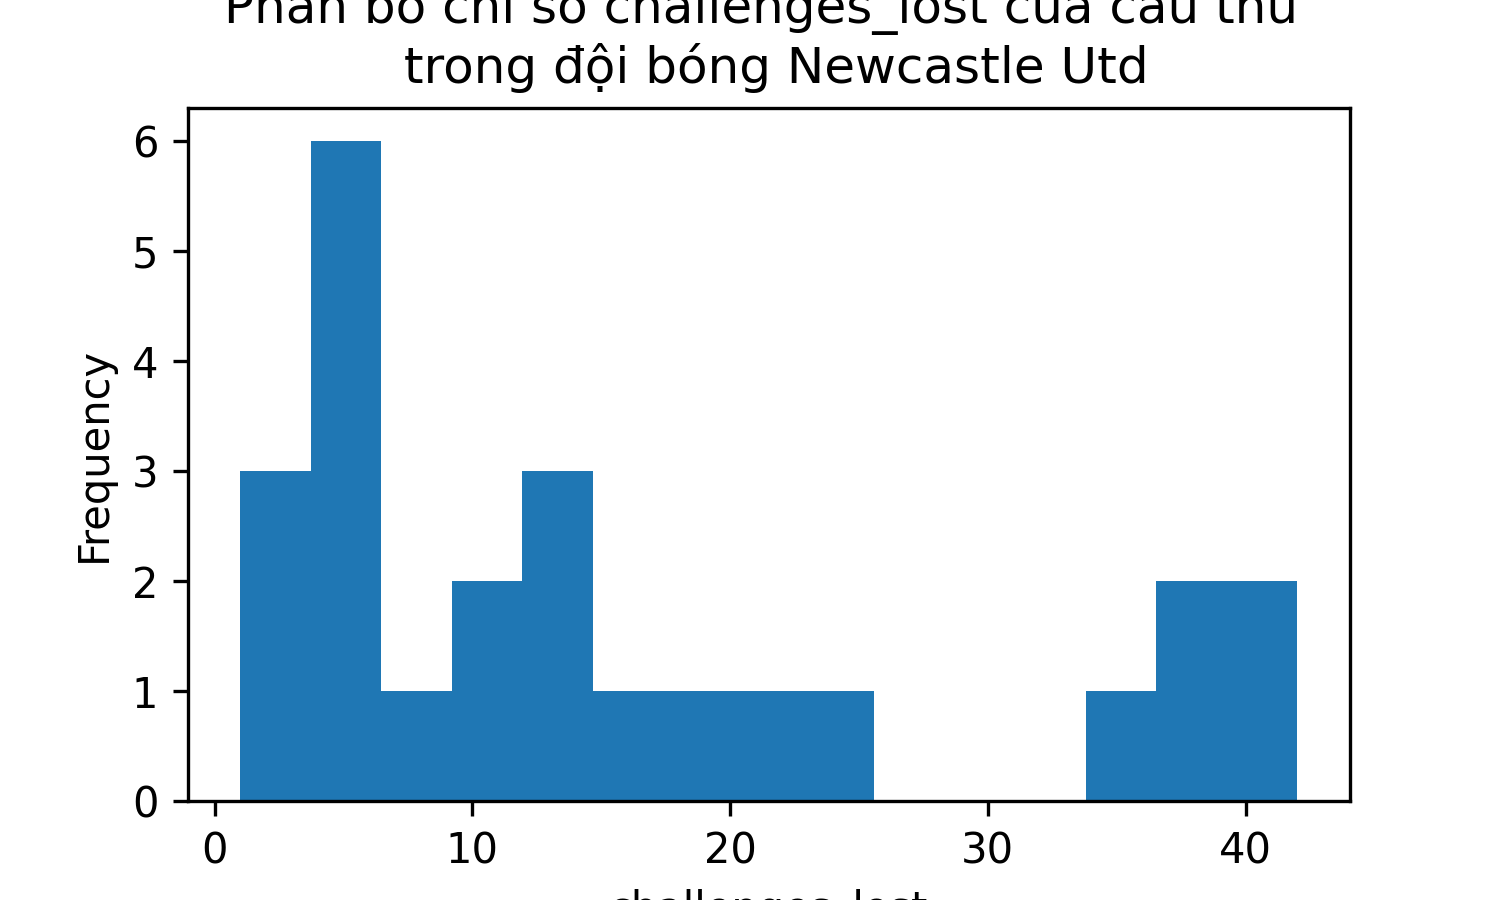 Phân bố chỉ số challenges_lost của cầu thủ
trong đội bóng Newcastle Utd
6
5
4
3
2
1
0
Frequency
0 10 20 30 40
challenges_lost